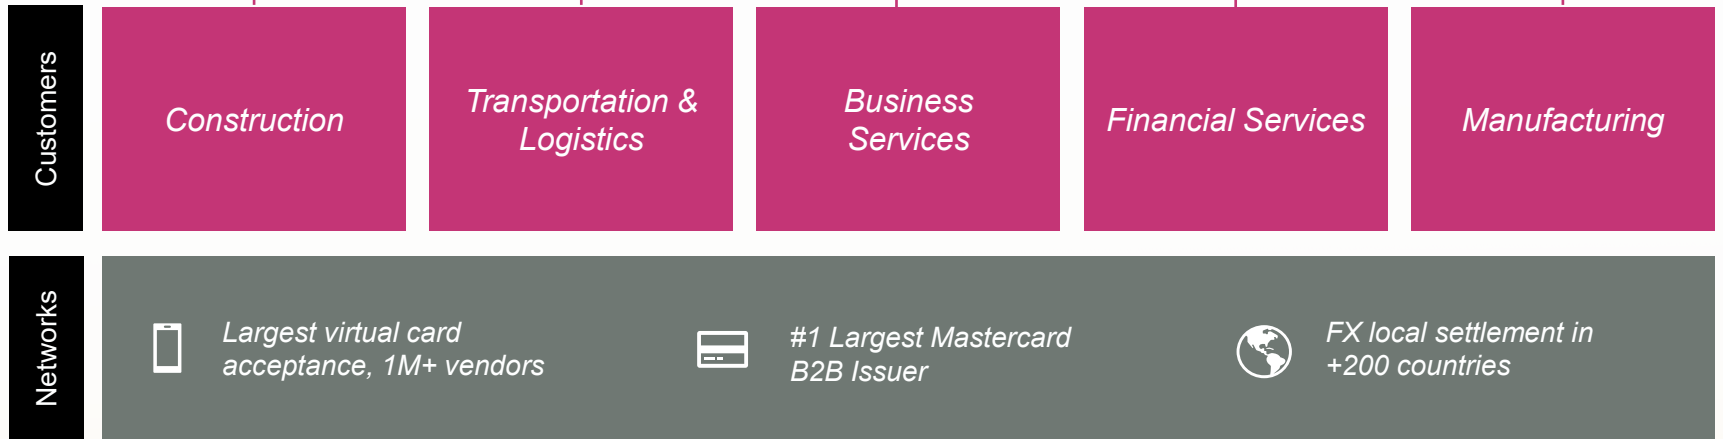 Customers
Construction
Transportation &
Logistics
Business
Services
Financial Services
Manufacturing
Networks
Largest virtual card
acceptance, 1M+ vendors
#1 Largest Mastercard
B2B Issuer
FX local settlement in
+200 countries